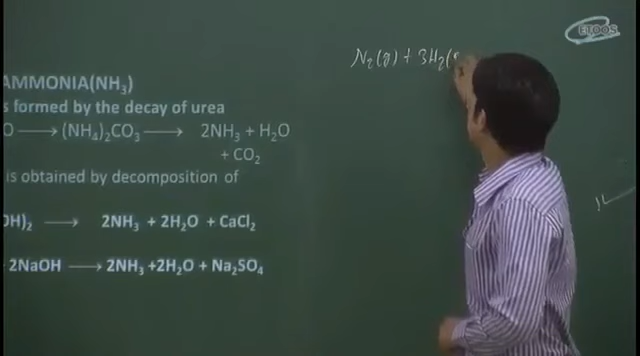 ETOOS
N₂(g) + 3H₂(g
AMMONIA(NH₃)
s formed by the decay of urea
O ⟶ (NH₄)₂CO₃ ⟶ 2NH₃ + H₂O
+ CO₂
is obtained by decomposition of
OH)₂ ⟶ 2NH₃ + 2H₂O + CaCl₂
2NaOH ⟶ 2NH₃ +2H₂O + Na₂SO₄